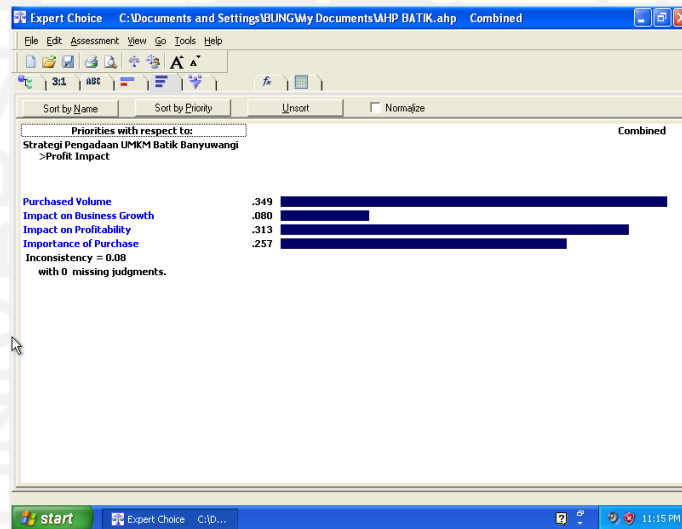 Expert Choice C:\Documents and Settings\BUNG\My Documents\AHP BATIK.ahp Combined
File Edit Assessment View Go Tools Help
A A
3:1 ABC fx
Sort by Name Sort by Priority Unsort Normalize
Priorities with respect to: Combined
Strategi Pengadaan UMKM Batik Banyuwangi
>Profit Impact
Purchased Volume .349
Impact on Business Growth .080
Impact on Profitability .313
Importance of Purchase .257
Inconsistency = 0.08
with 0 missing judgments.
start Expert Choice C:\D... 11:15 PM